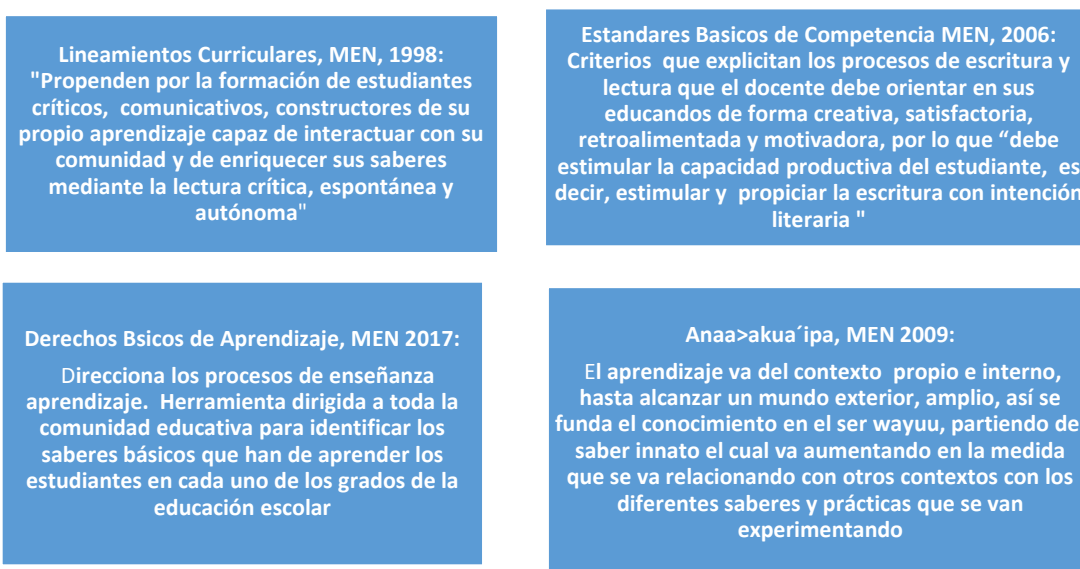 Lineamientos Curriculares, MEN, 1998:
"Propenden por la formación de estudiantes
críticos,  comunicativos, constructores de su
propio aprendizaje capaz de interactuar con su
comunidad y de enriquecer sus saberes
mediante la lectura crítica, espontánea y
autónoma"
Estandares Basicos de Competencia MEN, 2006:
Criterios  que explicitan los procesos de escritura y
lectura que el docente debe orientar en sus
educandos de forma creativa, satisfactoria,
retroalimentada y motivadora, por lo que “debe
estimular la capacidad productiva del estudiante,  es
decir, estimular y  propiciar la escritura con intención
literaria "
Derechos Bsicos de Aprendizaje, MEN 2017:
Direcciona los procesos de enseñanza
aprendizaje.  Herramienta dirigida a toda la
comunidad educativa para identificar los
saberes básicos que han de aprender los
estudiantes en cada uno de los grados de la
educación escolar
Anaa>akua´ipa, MEN 2009:
El aprendizaje va del contexto  propio e interno,
hasta alcanzar un mundo exterior, amplio, así se
funda el conocimiento en el ser wayuu, partiendo de
saber innato el cual va aumentando en la medida
que se va relacionando con otros contextos con los
diferentes saberes y prácticas que se van
experimentando